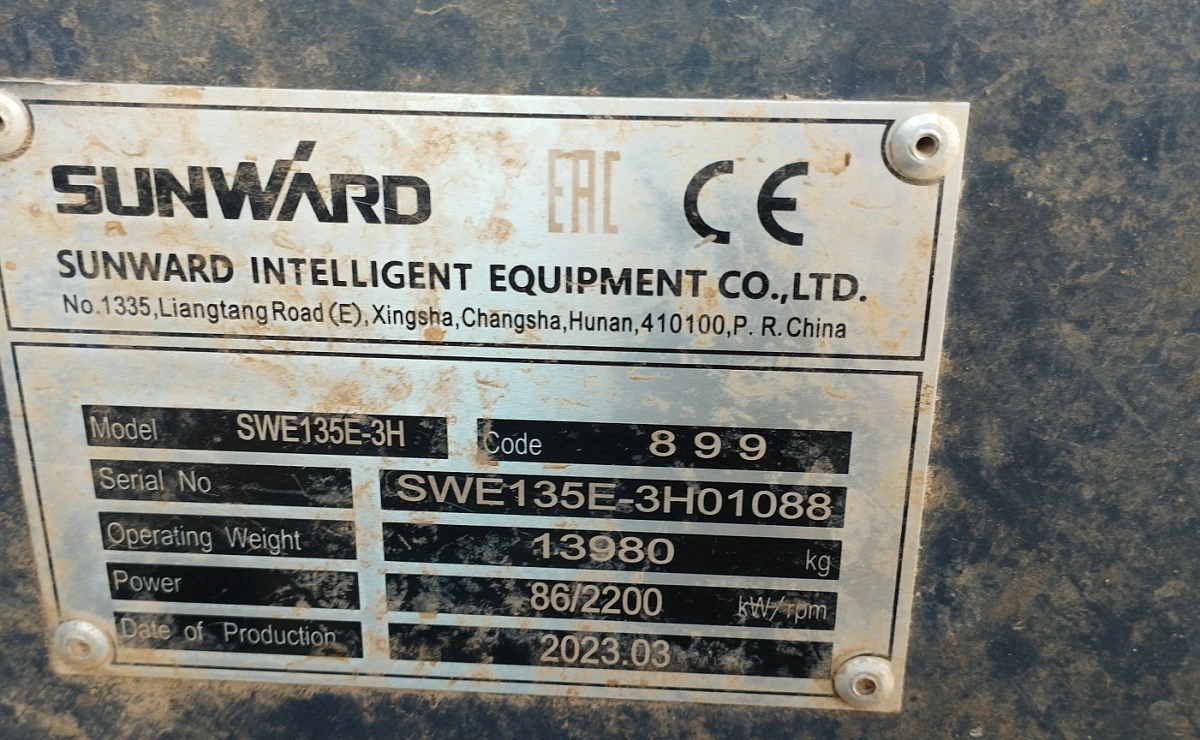 SUNWARD EAC CE
SUNWARD INTELLIGENT EQUIPMENT CO.,LTD.
No.1335,Liangtang Road (E),Xingsha,Changsha,Hunan,410100,P. R. China
Model SWE135E-3H Code 899
Serial No SWE135E-3H01088
Operating Weight 13980 kg
Power 86/2200 kW/rpm
Date of Production 2023.03